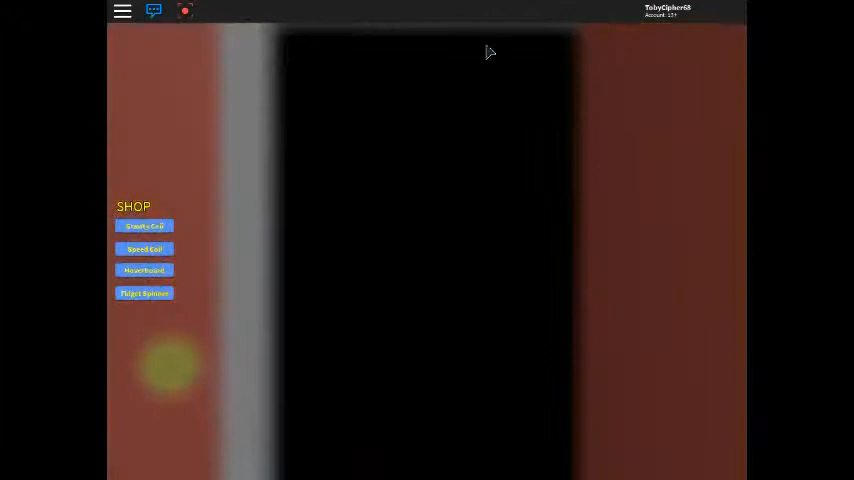 TobyCipher68
Account: 13+
SHOP
Gravity Coil
Speed Coil
Hoverboard
Fidget Spinner